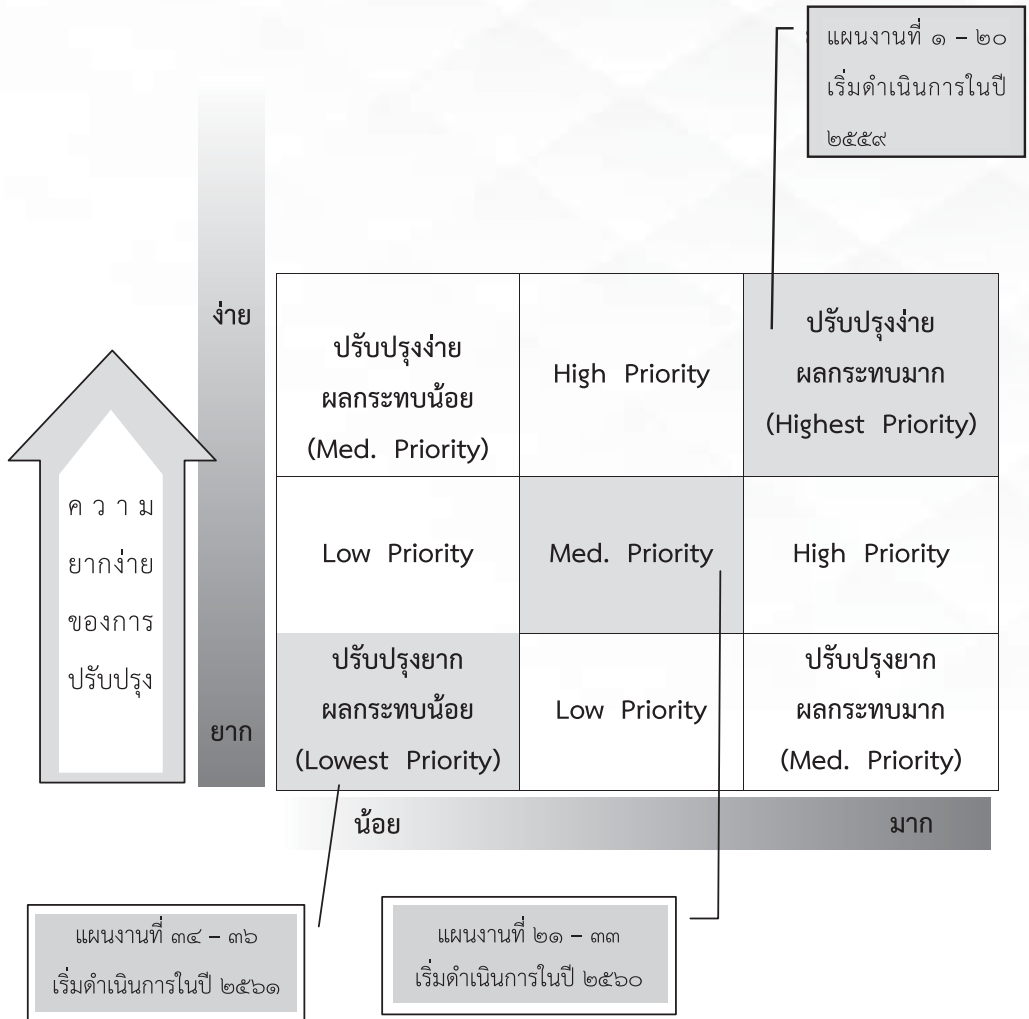 แผนงานที่ ๑ – ๒๐
เริ่มดำเนินการในปี
๒๕๕๙
ง่าย
ปรับปรุงง่าย
ผลกระทบน้อย
(Med. Priority)
High Priority
ปรับปรุงง่าย
ผลกระทบมาก
(Highest Priority)
ความ
ยากง่าย
ของการ
ปรับปรุง
Low Priority
Med. Priority
High Priority
ยาก
ปรับปรุงยาก
ผลกระทบน้อย
(Lowest Priority)
Low Priority
ปรับปรุงยาก
ผลกระทบมาก
(Med. Priority)
น้อย
มาก
แผนงานที่ ๓๔ – ๓๖
เริ่มดำเนินการในปี ๒๕๖๑
แผนงานที่ ๒๑ – ๓๓
เริ่มดำเนินการในปี ๒๕๖๐